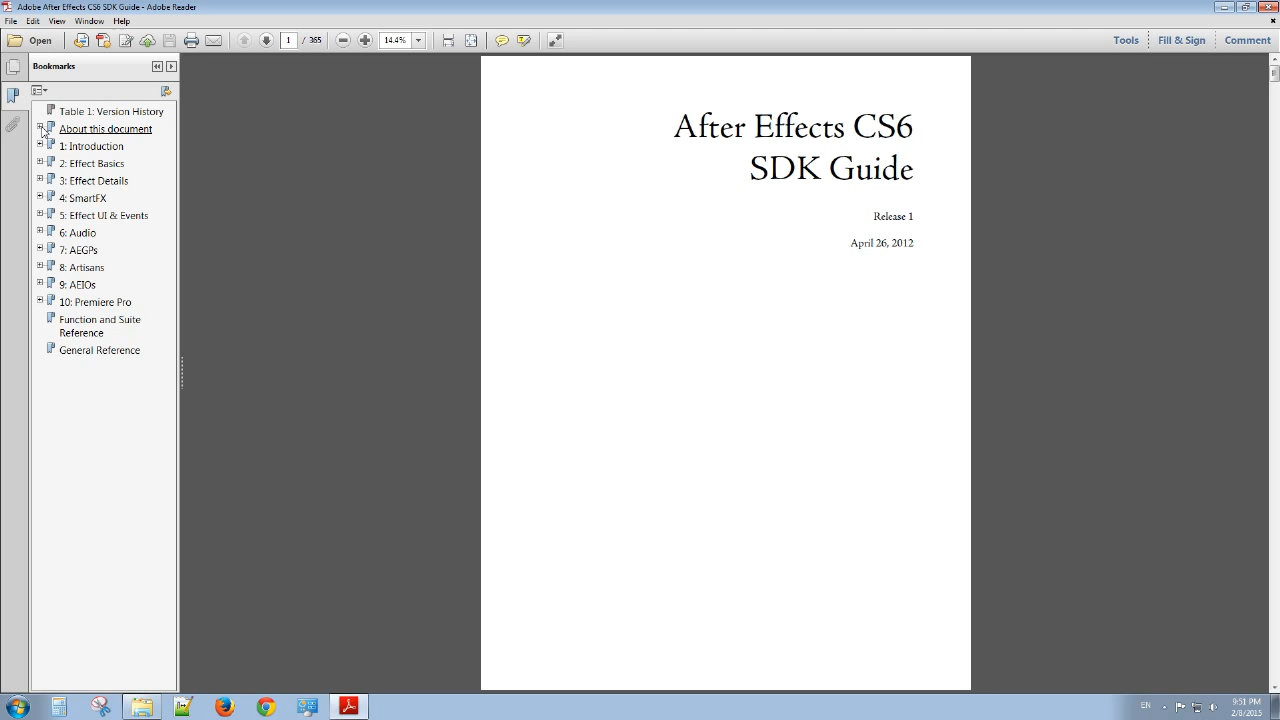 Adobe After Effects CS6 SDK Guide - Adobe Reader
File Edit View Window Help
Open 1 / 365 14.4% Tools Fill & Sign Comment
Bookmarks
Table 1: Version History
About this document
1: Introduction
2: Effect Basics
3: Effect Details
4: SmartFX
5: Effect UI & Events
6: Audio
7: AEGPs
8: Artisans
9: AEIOs
10: Premiere Pro
Function and Suite
Reference
General Reference
After Effects CS6
SDK Guide
Release 1
April 26, 2012
EN
9:51 PM
2/8/2015